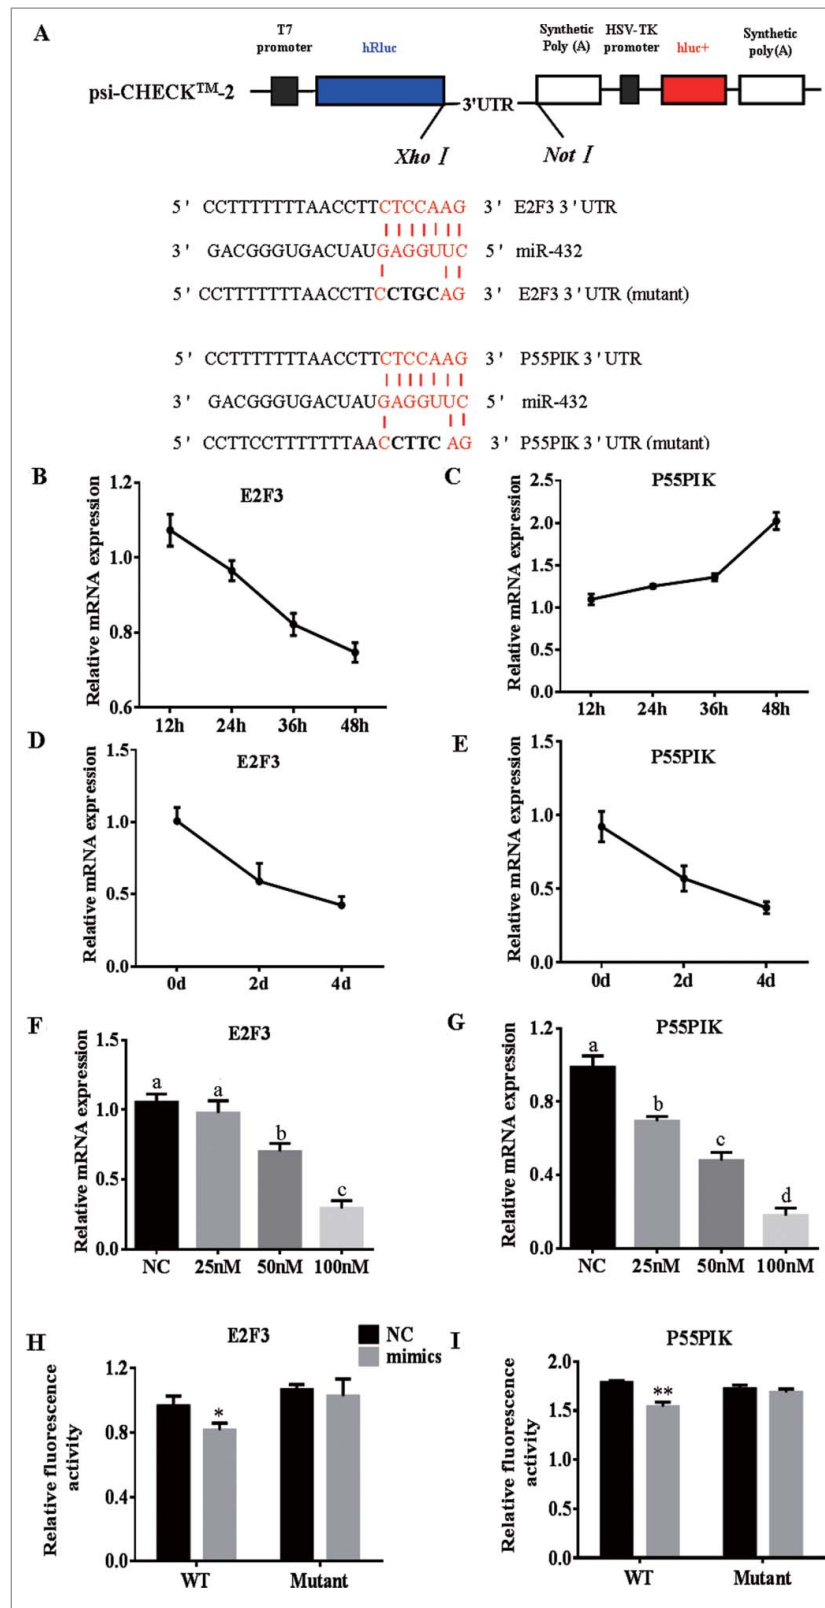 A
T7 promoter
hRluc
Synthetic Poly (A)
HSV-TK promoter
hluc+
Synthetic poly(A)
psi-CHECK™-2
3'UTR
Xho I
Not I
5' CCTTTTTTTAACCTTCTCCAAG 3' E2F3 3'UTR
3' GACGGGUGACUAUGAGGUUC 5' miR-432
5' CCTTTTTTTAACCTTCCTGCAG 3' E2F3 3'UTR (mutant)
5' CCTTTTTTTAACCTTCTCCAAG 3' P55PIK 3'UTR
3' GACGGGUGACUAUGAGGUUC 5' miR-432
5' CCTTCCTTTTTTTAACCTTC AG 3' P55PIK 3'UTR (mutant)
B
E2F3
Relative mRNA expression
1.2
1.0
0.8
0.6
12h 24h 36h 48h
C
P55PIK
Relative mRNA expression
2.5
2.0
1.5
1.0
0.5
0.0
12h 24h 36h 48h
D
E2F3
Relative mRNA expression
1.5
1.0
0.5
0.0
0d 2d 4d
E
P55PIK
Relative mRNA expression
1.5
1.0
0.5
0.0
0d 2d 4d
F
E2F3
Relative mRNA expression
1.5
1.0
0.5
0.0
a a b c
NC 25nM 50nM 100nM
G
P55PIK
Relative mRNA expression
1.2
0.8
0.4
0.0
a b c d
NC 25nM 50nM 100nM
H
E2F3
NC
mimics
Relative fluorescence activity
1.2
0.8
0.4
0.0
*
WT Mutant
I
P55PIK
Relative fluorescence activity
2.0
1.5
1.0
0.5
0.0
**
WT Mutant